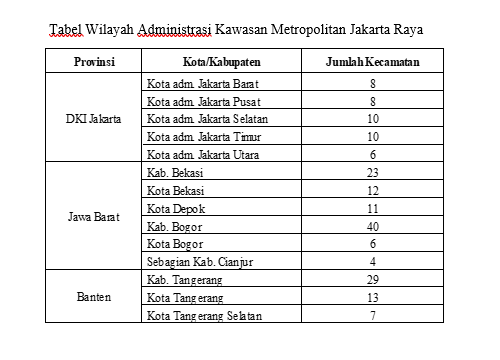 Tabel Wilayah Administrasi Kawasan Metropolitan Jakarta Raya
Provinsi Kota/Kabupaten Jumlah Kecamatan
DKI Jakarta
Kota adm. Jakarta Barat 8
Kota adm. Jakarta Pusat 8
Kota adm. Jakarta Selatan 10
Kota adm. Jakarta Timur 10
Kota adm. Jakarta Utara 6
Jawa Barat
Kab. Bekasi 23
Kota Bekasi 12
Kota Depok 11
Kab. Bogor 40
Kota Bogor 6
Sebagian Kab. Cianjur 4
Banten
Kab. Tangerang 29
Kota Tangerang 13
Kota Tangerang Selatan 7